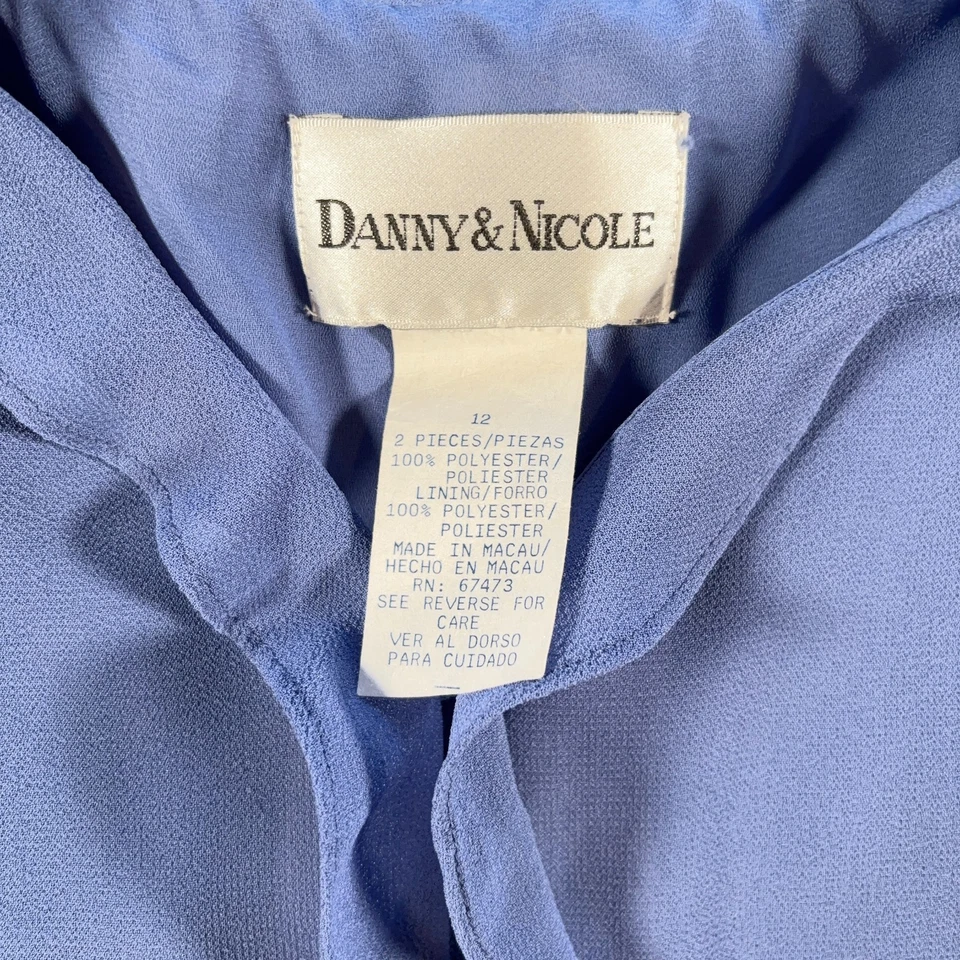 DANNY & NICOLE
12
2 PIECES/PIEZAS
100% POLYESTER/
POLIESTER
LINING/FORRO
100% POLYESTER/
POLIESTER
MADE IN MACAU/
HECHO EN MACAU
RN: 67473
SEE REVERSE FOR
CARE
VER AL DORSO
PARA CUIDADO